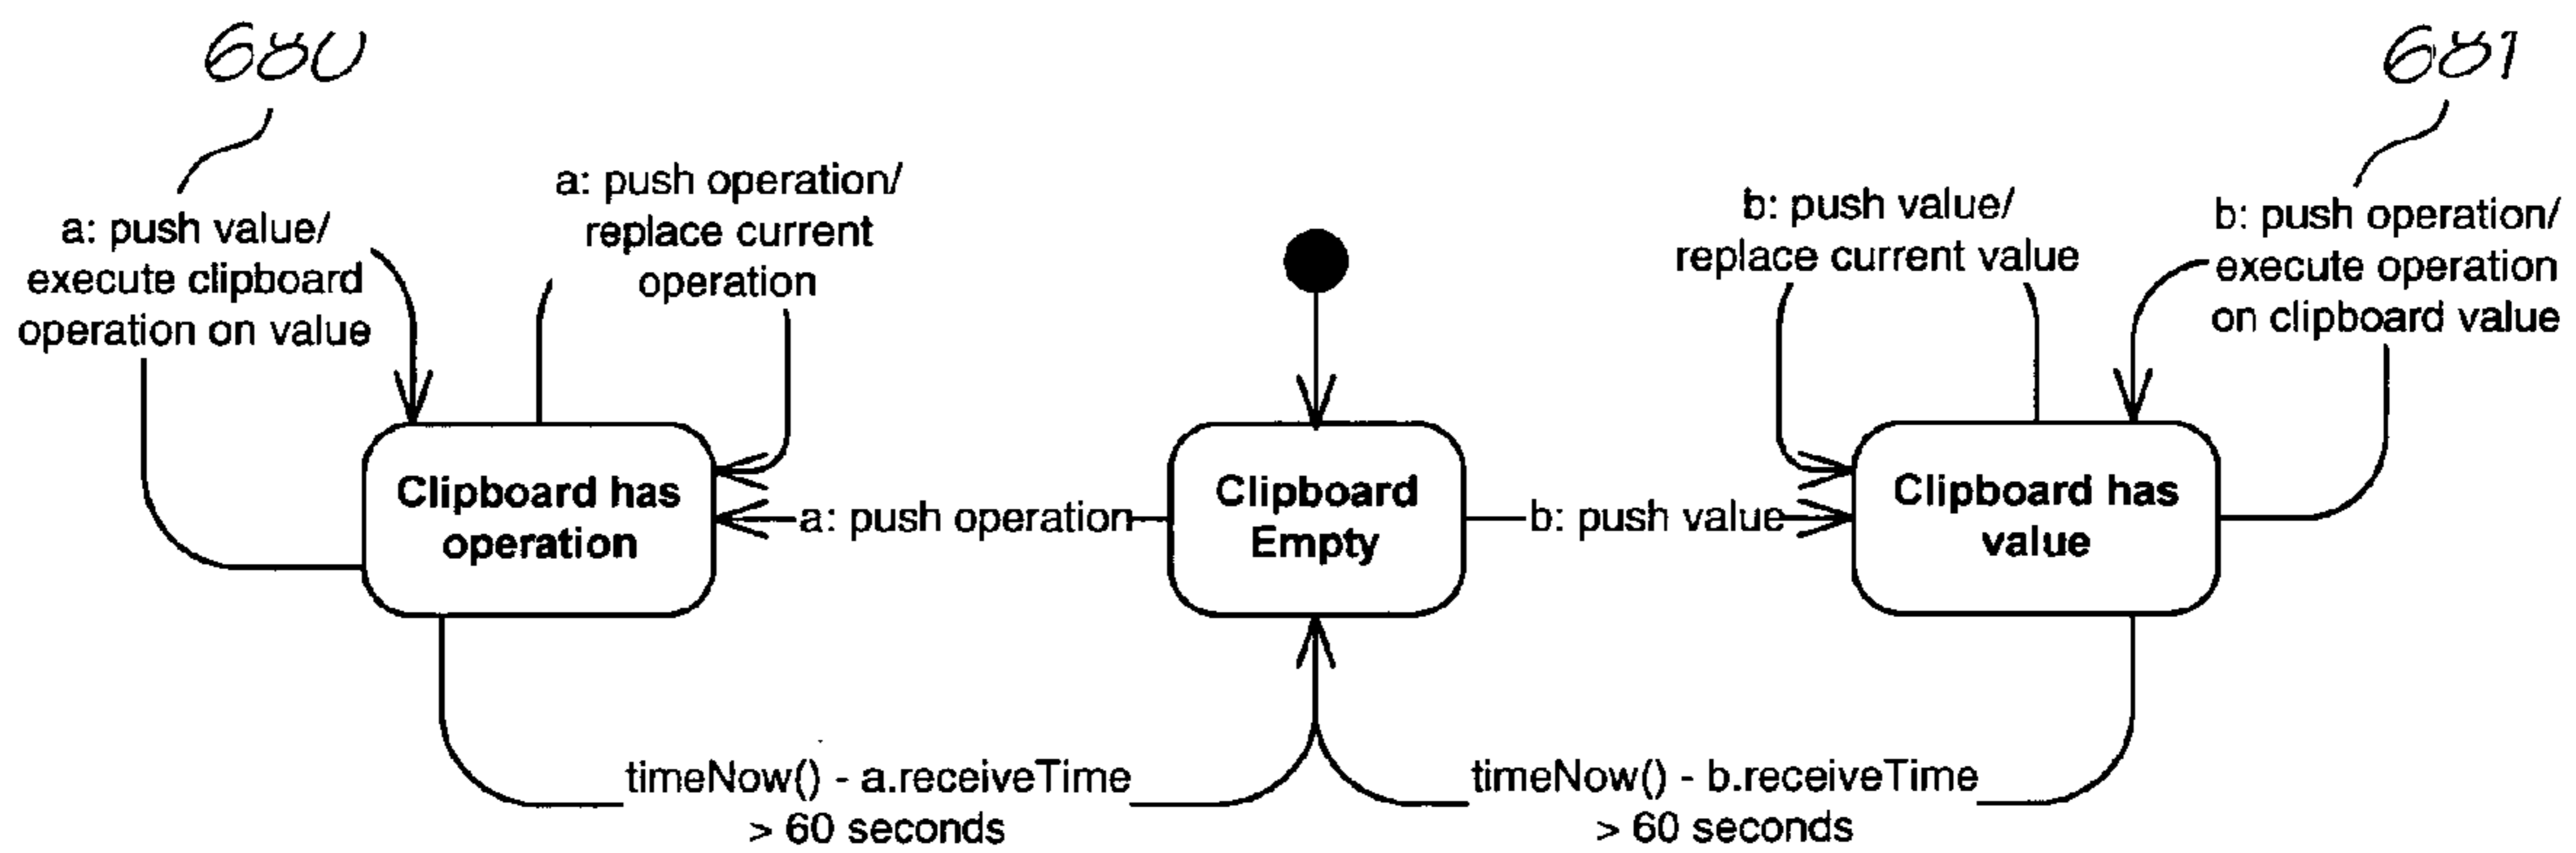 680
681
a: push value/
execute clipboard
operation on value
a: push operation/
replace current
operation
b: push value/
replace current value
b: push operation/
execute operation
on clipboard value
Clipboard has
operation
a: push operation
Clipboard
Empty
b: push value
Clipboard has
value
timeNow() - a.receiveTime
> 60 seconds
timeNow() - b.receiveTime
> 60 seconds